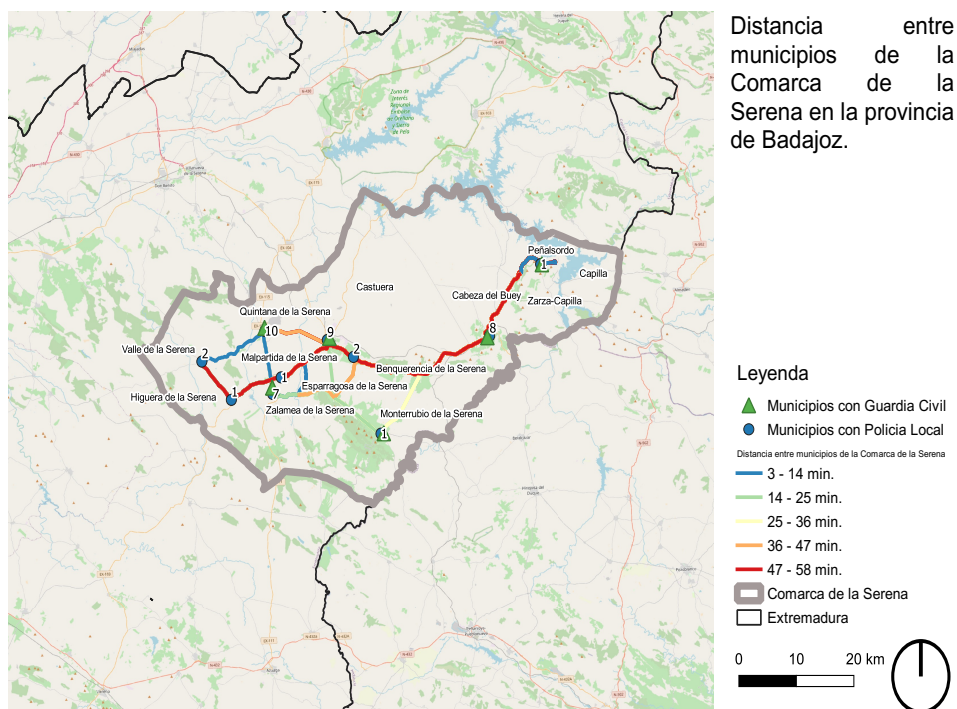 Distancia entre
municipios de la
Comarca de la
Serena en la provincia
de Badajoz.
Peñalsordo
1
Capilla
Castuera
Cabeza del Buey
Zarza-Capilla
Quintana de la Serena
10
9
8
Valle de la Serena
2
Malpartida de la Serena
2
Benquerencia de la Serena
1
Esparragosa de la Serena
Higuera de la Serena
1
7
Zalamea de la Serena
Monterrubio de la Serena
1
Leyenda
Municipios con Guardia Civil
Municipios con Policia Local
Distancia entre municipios de la Comarca de la Serena
3 - 14 min.
14 - 25 min.
25 - 36 min.
36 - 47 min.
47 - 58 min.
Comarca de la Serena
Extremadura
0 10 20 km